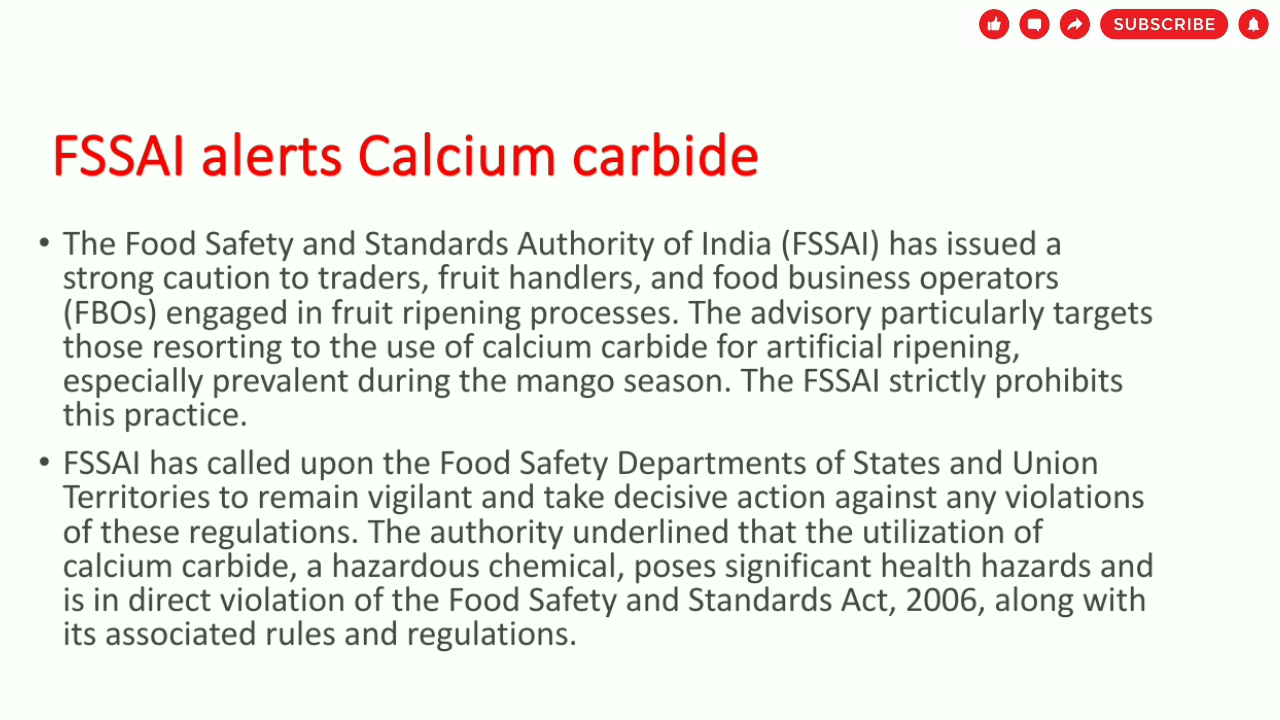 SUBSCRIBE
FSSAI alerts Calcium carbide
• The Food Safety and Standards Authority of India (FSSAI) has issued a
strong caution to traders, fruit handlers, and food business operators
(FBOs) engaged in fruit ripening processes. The advisory particularly targets
those resorting to the use of calcium carbide for artificial ripening,
especially prevalent during the mango season. The FSSAI strictly prohibits
this practice.
• FSSAI has called upon the Food Safety Departments of States and Union
Territories to remain vigilant and take decisive action against any violations
of these regulations. The authority underlined that the utilization of
calcium carbide, a hazardous chemical, poses significant health hazards and
is in direct violation of the Food Safety and Standards Act, 2006, along with
its associated rules and regulations.